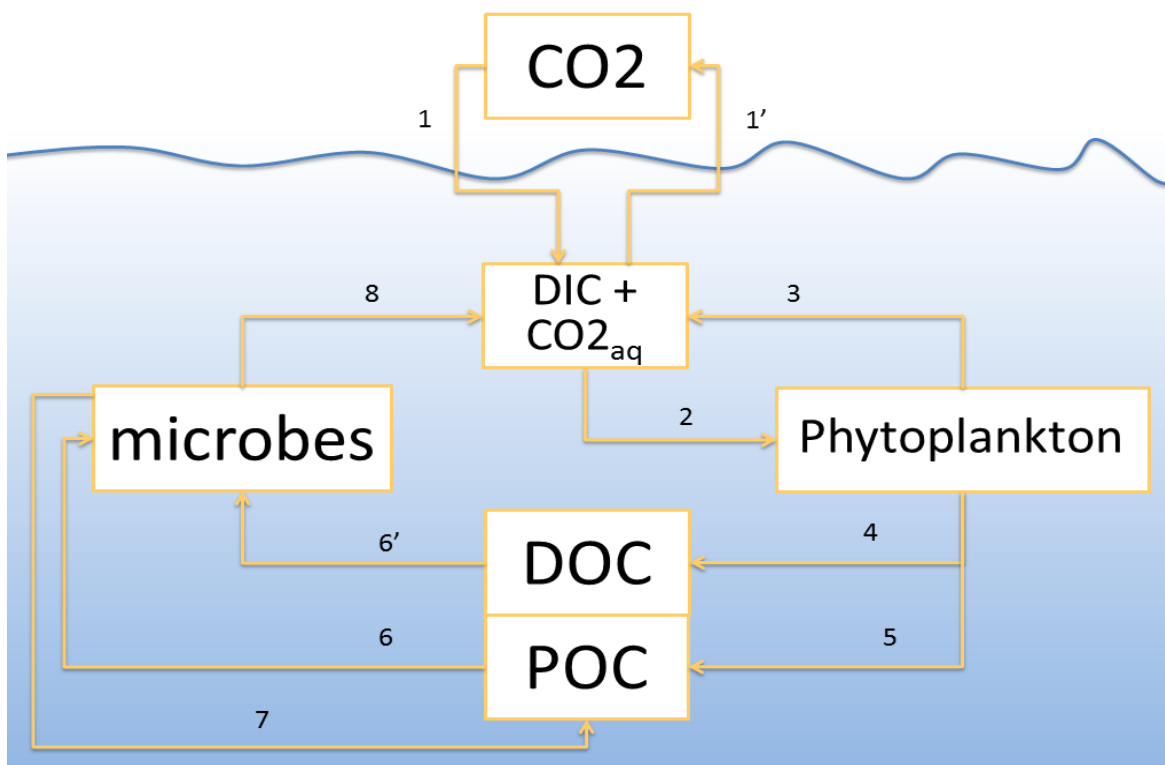 CO2
1
1’
DIC +
CO2aq
8
3
microbes
2
Phytoplankton
DOC
6’
4
POC
6
5
7